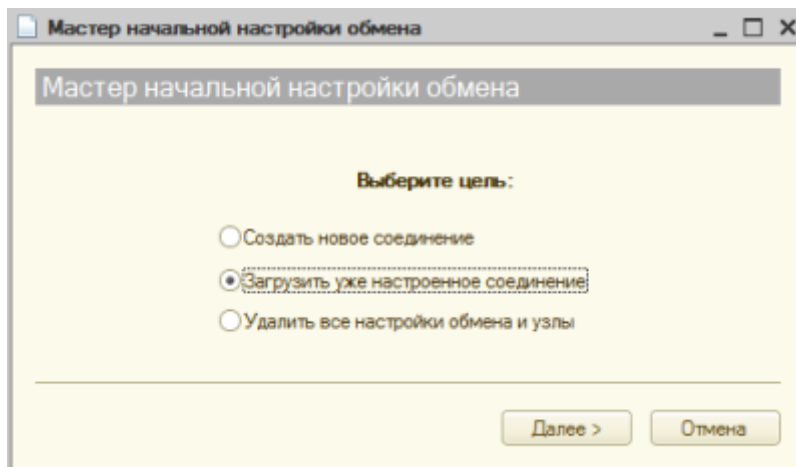 Мастер начальной настройки обмена
Мастер начальной настройки обмена
Выберите цель:
Создать новое соединение
Загрузить уже настроенное соединение
Удалить все настройки обмена и узлы
Далее >
Отмена